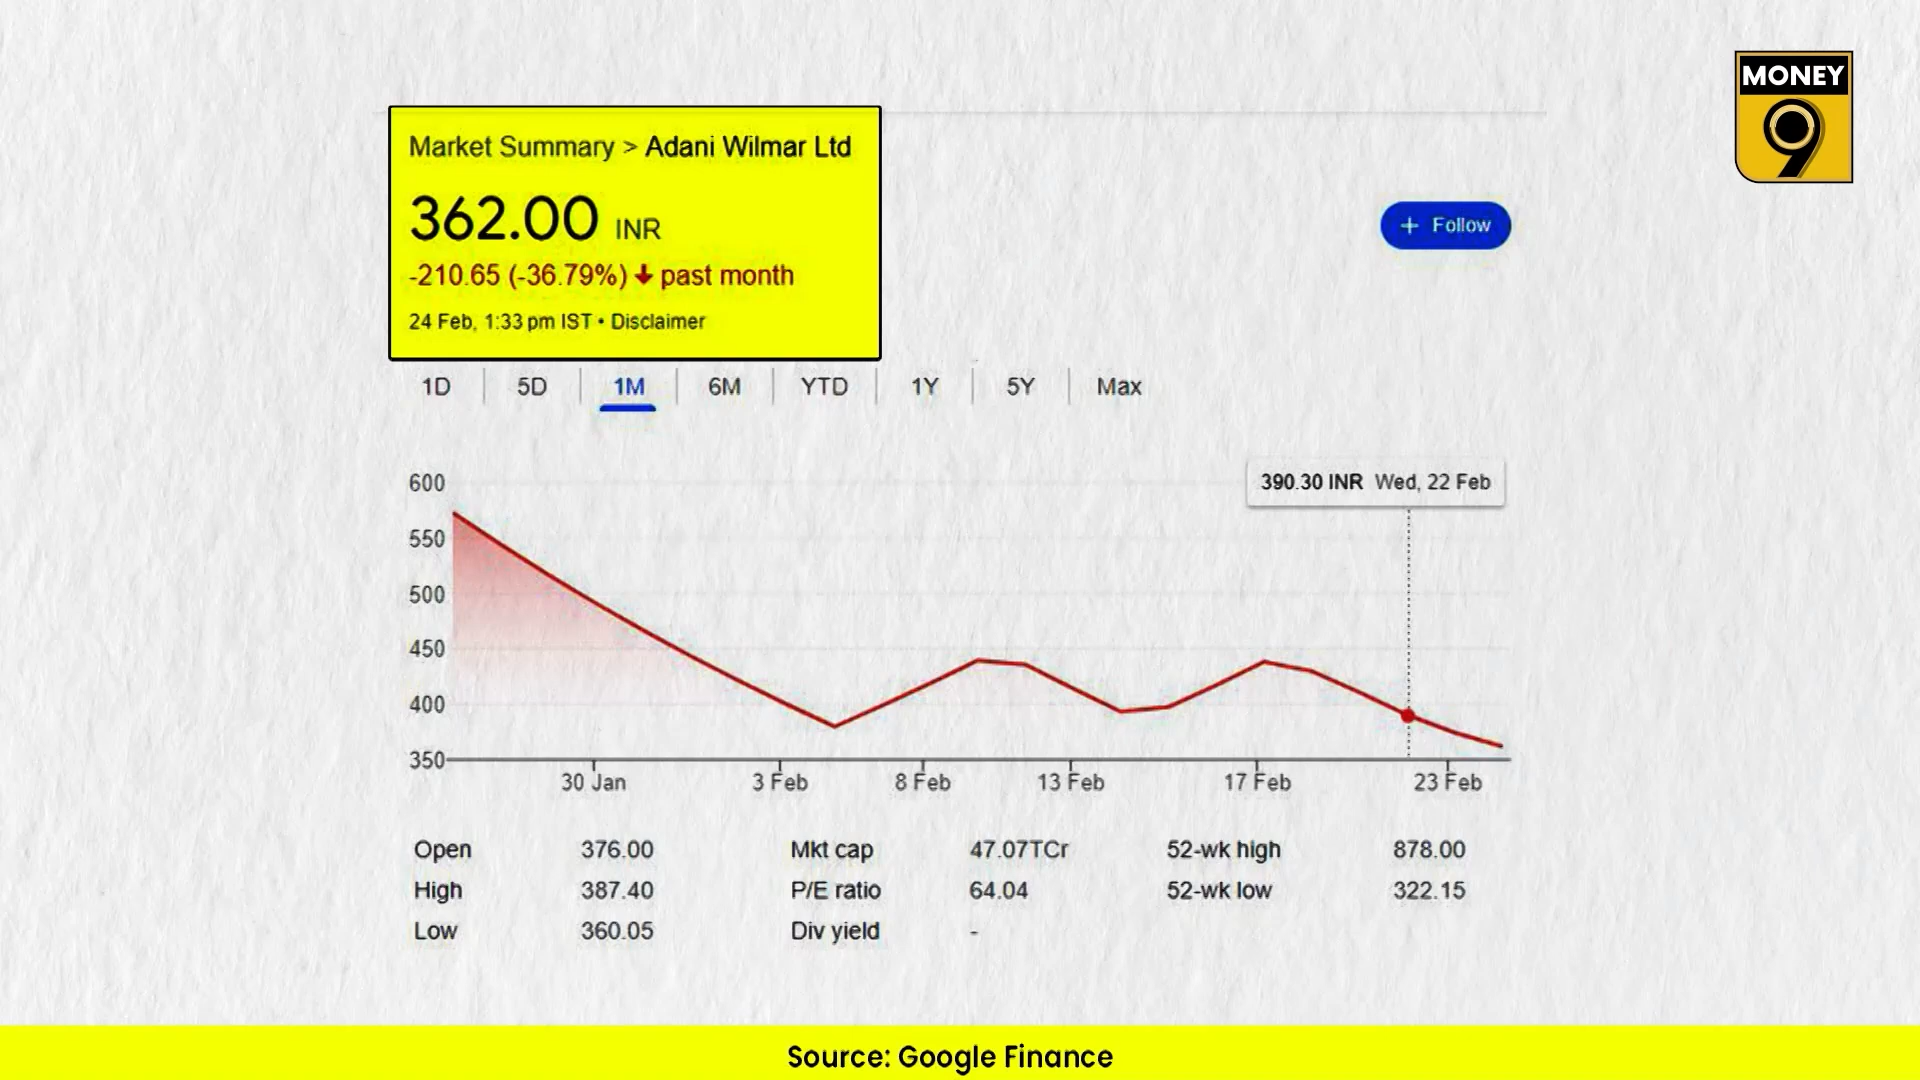 MONEY
9
Market Summary > Adani Wilmar Ltd
362.00 INR
-210.65 (-36.79%) ↓ past month
24 Feb, 1:33 pm IST • Disclaimer
+ Follow
1D 5D 1M 6M YTD 1Y 5Y Max
390.30 INR Wed, 22 Feb
600
550
500
450
400
350
30 Jan 3 Feb 8 Feb 13 Feb 17 Feb 23 Feb
Open 376.00 Mkt cap 47.07TCr 52-wk high 878.00
High 387.40 P/E ratio 64.04 52-wk low 322.15
Low 360.05 Div yield -
Source: Google Finance